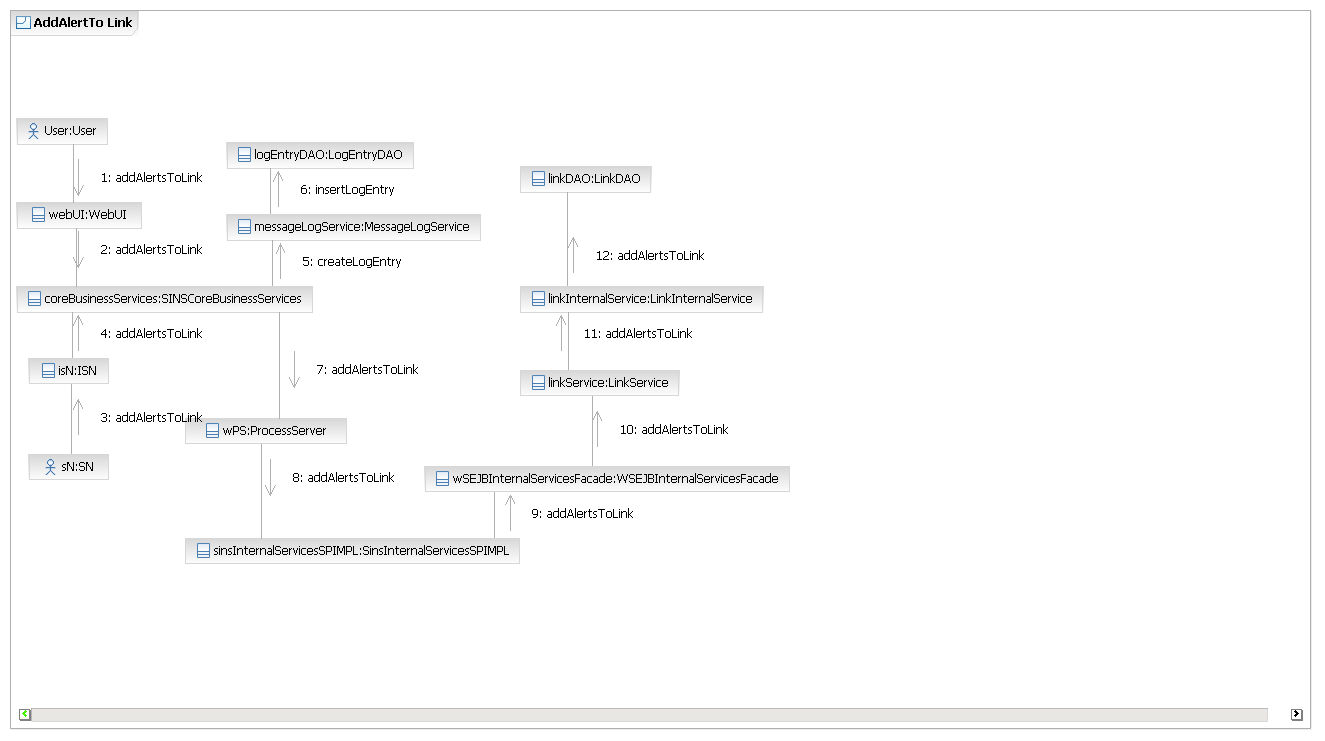 AddAlertTo Link
User:User
1: addAlertsToLink
webUI:WebUI
2: addAlertsToLink
coreBusinessServices:SINSCoreBusinessServices
4: addAlertsToLink
isN:ISN
3: addAlertsToLink
sN:SN
logEntryDAO:LogEntryDAO
6: insertLogEntry
messageLogService:MessageLogService
5: createLogEntry
7: addAlertsToLink
wPS:ProcessServer
8: addAlertsToLink
sinsInternalServicesSPIMPL:SinsInternalServicesSPIMPL
linkDAO:LinkDAO
12: addAlertsToLink
linkInternalService:LinkInternalService
11: addAlertsToLink
linkService:LinkService
10: addAlertsToLink
wSEJBInternalServicesFacade:WSEJBInternalServicesFacade
9: addAlertsToLink